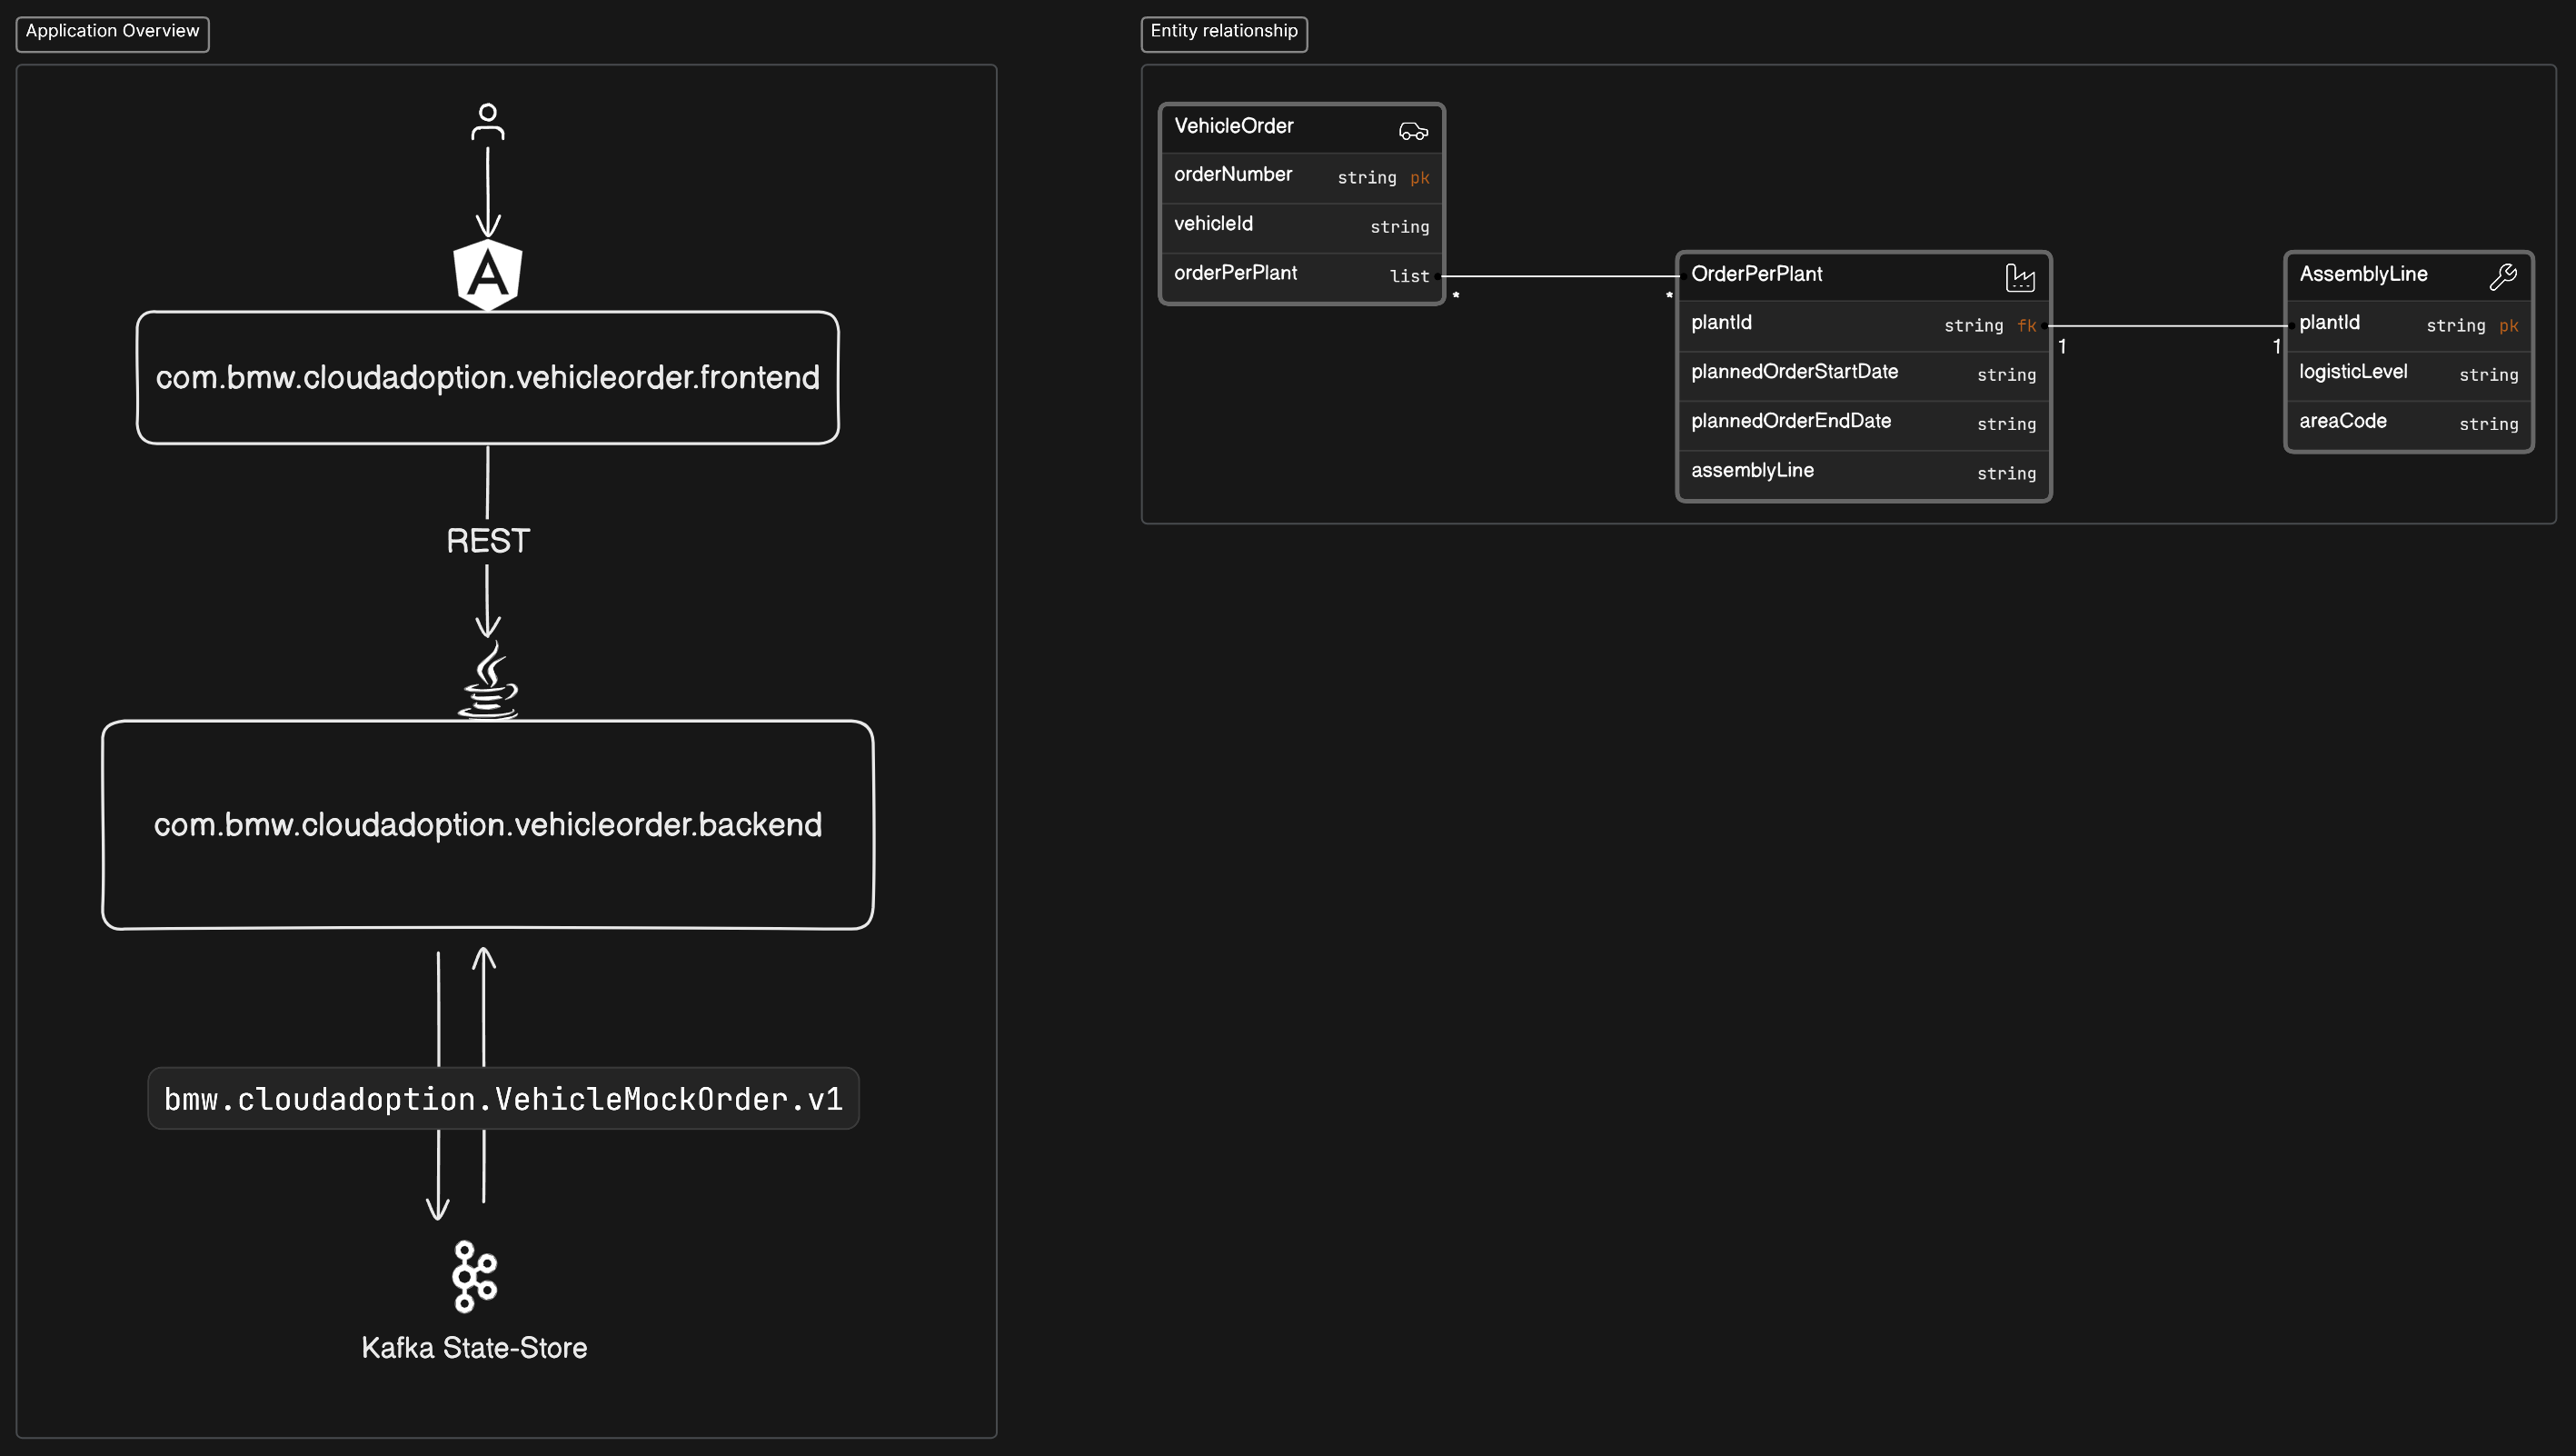 Application Overview
com.bmw.cloudadoption.vehicleorder.frontend
REST
com.bmw.cloudadoption.vehicleorder.backend
bmw.cloudadoption.VehicleMockOrder.v1
Kafka State-Store
Entity relationship
VehicleOrder
orderNumber string pk
vehicleId string
orderPerPlant list
*
*
OrderPerPlant
plantId string fk
plannedOrderStartDate string
plannedOrderEndDate string
assemblyLine string
1
1
AssemblyLine
plantId string pk
logisticLevel string
areaCode string